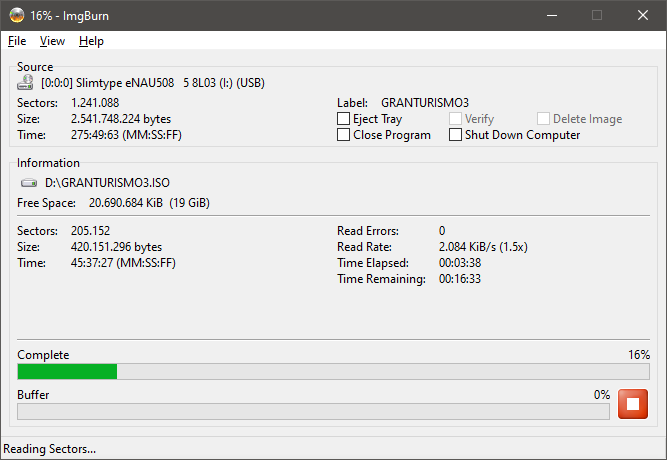 16% - ImgBurn
File View Help
Source
[0:0:0] Slimtype eNAU508 5 8L03 (I:) (USB)
Sectors: 1.241.088 Label: GRANTURISMO3
Size: 2.541.748.224 bytes Eject Tray Verify Delete Image
Time: 275:49:63 (MM:SS:FF) Close Program Shut Down Computer
Information
D:\GRANTURISMO3.ISO
Free Space: 20.690.684 KiB (19 GiB)
Sectors: 205.152 Read Errors: 0
Size: 420.151.296 bytes Read Rate: 2.084 KiB/s (1.5x)
Time: 45:37:27 (MM:SS:FF) Time Elapsed: 00:03:38
Time Remaining: 00:16:33
Complete 16%
Buffer 0%
Reading Sectors...